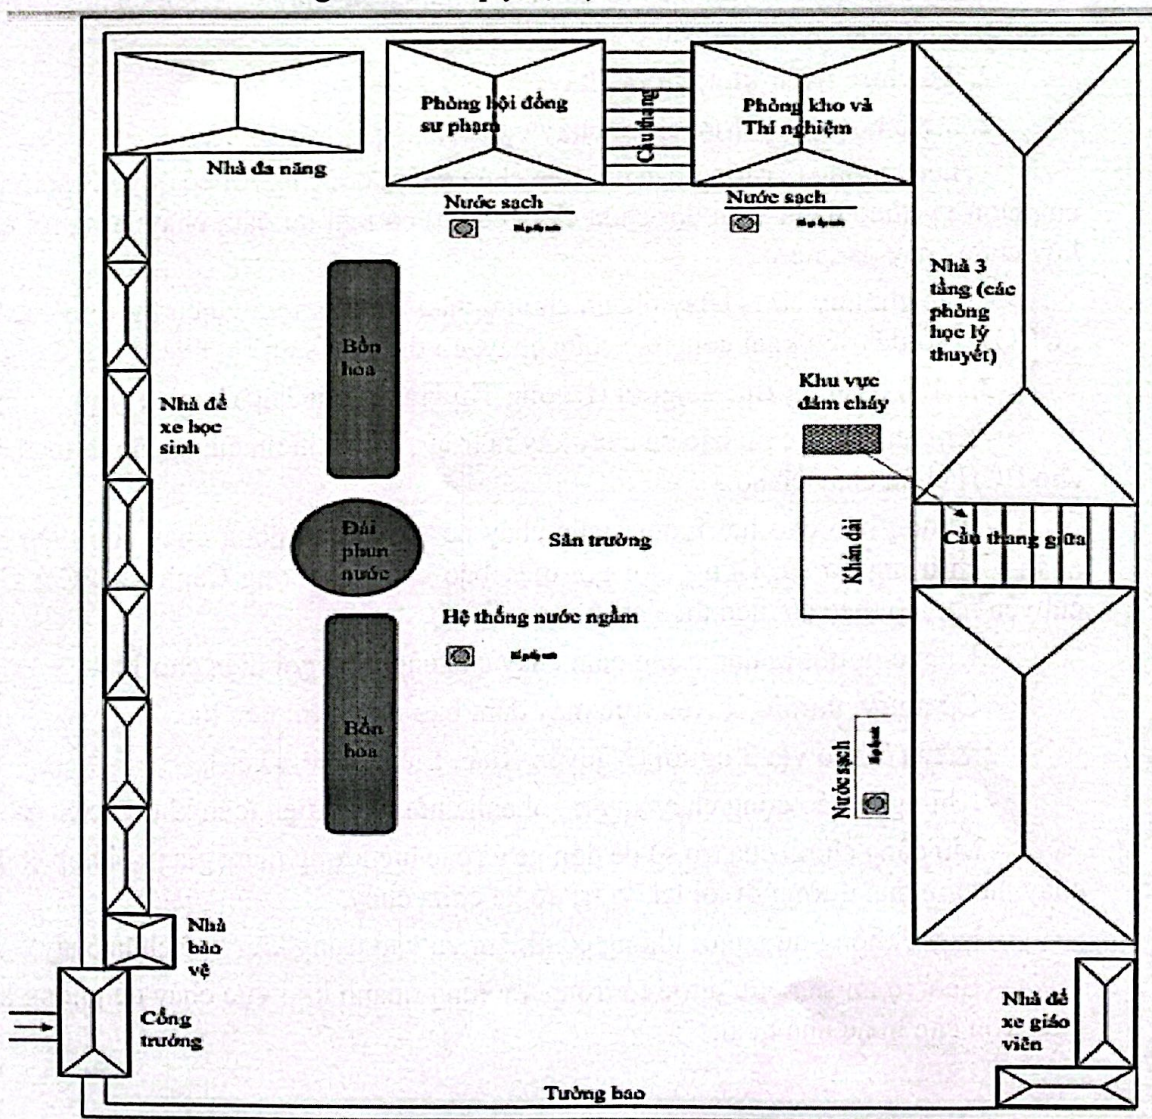 Phòng hội đồng
sư phạm
Cầu thang
Phòng kho và
Thí nghiệm
Nhà đa năng
Nước sạch
Nước sạch
Nhà 3
tầng (các
phòng
học lý
thuyết)
Bồn
hoa
Khu vực
đám cháy
Nhà để
xe học
sinh
Đài
phun
nước
Sân trường
Khán đài
Cầu thang giữa
Hệ thống nước ngầm
Bồn
hoa
Nước sạch
Nhà
bảo
vệ
Cổng
trường
Nhà để
xe giáo
viên
Tường bao